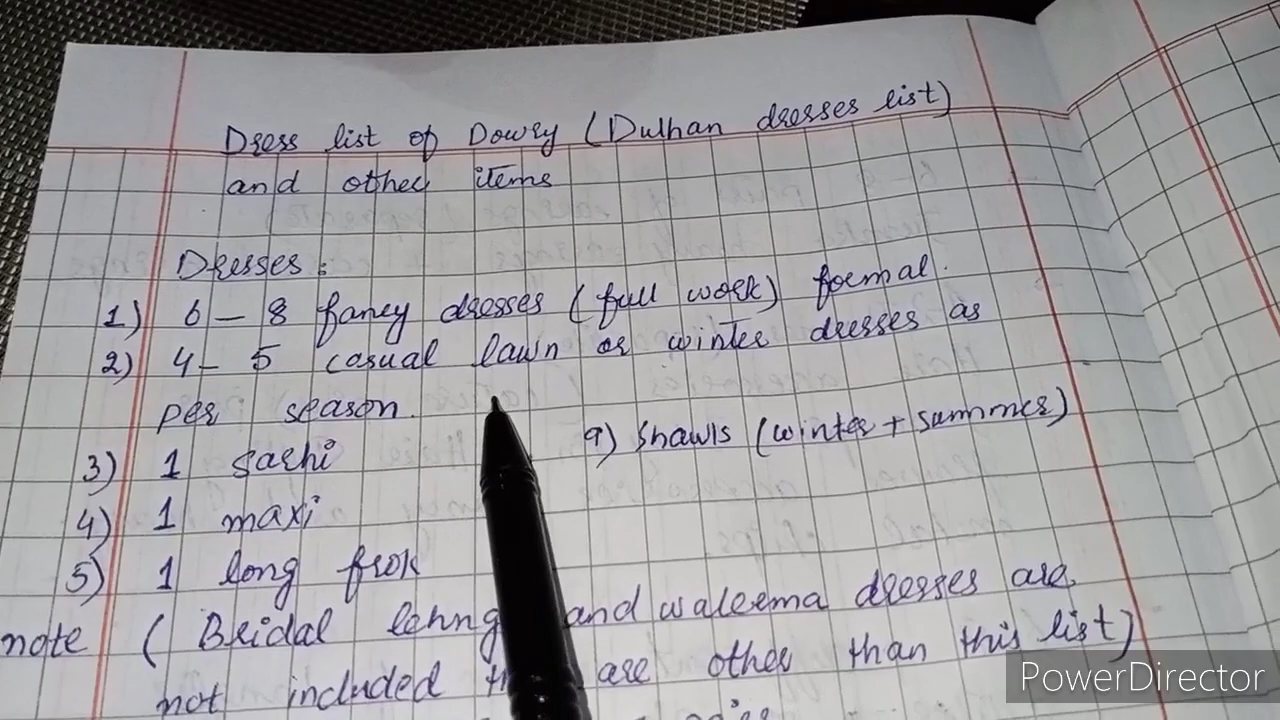 Dress list of Dowry (Dulhan dresses list)
and other items
Dresses :
1) 6 – 8 fancy dresses (full work) formal.
2) 4 – 5 casual lawn or winter dresses as
per season.
9) Shawls (winter + summer)
3) 1 sarhi
4) 1 maxi
5) 1 long frok
note ( Bridal lehng and waleema dresses are
not included are other than this list)
PowerDirector